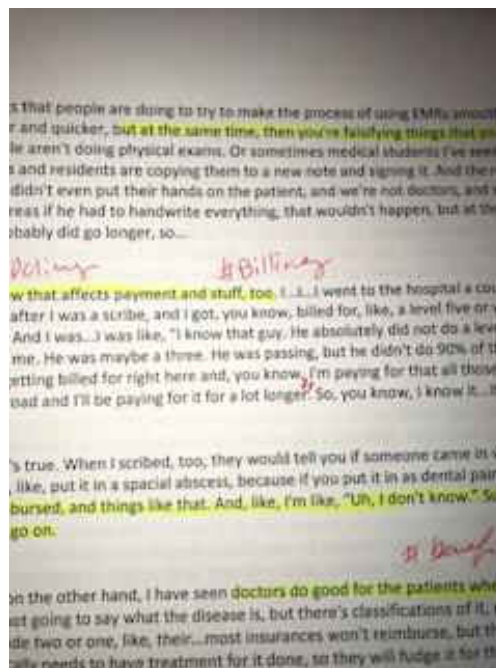 s that people are doing to try to make the process of using EMRs smooth
r and quicker, but at the same time, then you're falsifying things that you
le aren't doing physical exams. Or sometimes medical students I've seen
s and residents are copying them to a new note and signing it. And the
didn't even put their hands on the patient, and we're not doctors, and
reas if he had to handwrite everything, that wouldn't happen, but at the
obably did go longer, so...
#Billing
w that affects payment and stuff, too. I...I...I went to the hospital a cou
after I was a scribe, and I got, you know, billed for, like, a level five or
And I was...I was like, "I know that guy. He absolutely did not do a leve
me. He was maybe a three. He was passing, but he didn't do 90% of t
etting billed for right here and, you know, I'm paying for that all those
oad and I'll be paying for it for a lot longer. So, you know, I know it...
's true. When I scribed, too, they would tell you if someone came in
, like, put it in a spacial abscess, because if you put it in as dental pain
bursed, and things like that. And, like, I'm like, "Uh, I don't know." So
go on.
on the other hand, I have seen doctors do good for the patients whe
ot going to say what the disease is, but there's classifications of it,
de two or one, like, their...most insurances won't reimburse, but th
ally needs to have treatment for it done, so they will fudge it for th